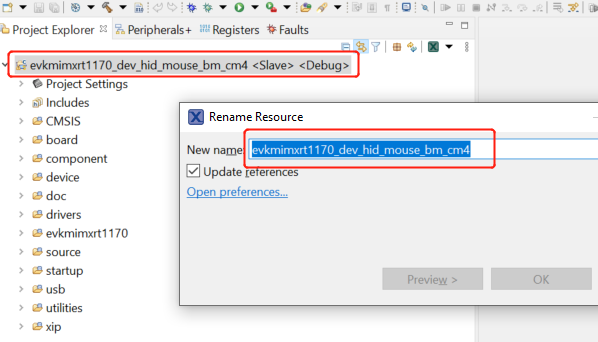 Project Explorer Peripherals+ Registers Faults
evkmimxrt1170_dev_hid_mouse_bm_cm4 <Slave> <Debug>
Project Settings
Includes
CMSIS
board
component
device
doc
drivers
evkmimxrt1170
source
startup
usb
utilities
xip
Rename Resource
New name:
evkmimxrt1170_dev_hid_mouse_bm_cm4
Update references
Open preferences...
Preview >
OK